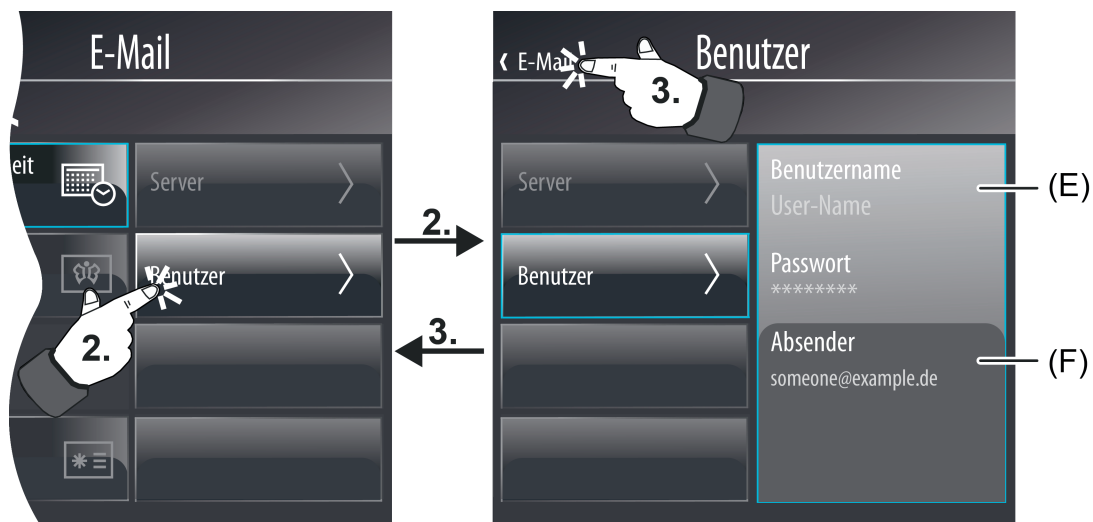 E-Mail
eit
Server
Benutzer
2.
2.
3.
‹ E-Mail
3.
Benutzer
Server
Benutzer
Benutzername
User-Name
Passwort
********
Absender
someone@example.de
(E)
(F)